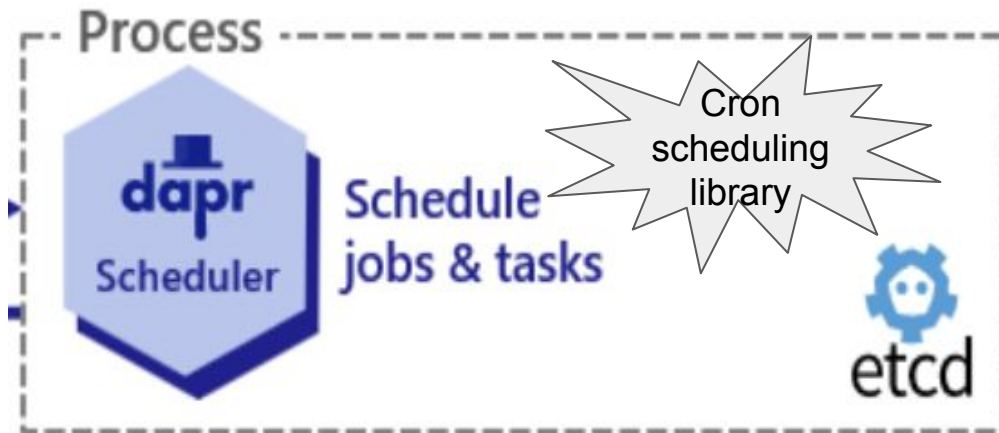 Process
Cron
scheduling
library
dapr
Scheduler
Schedule
jobs & tasks
etcd